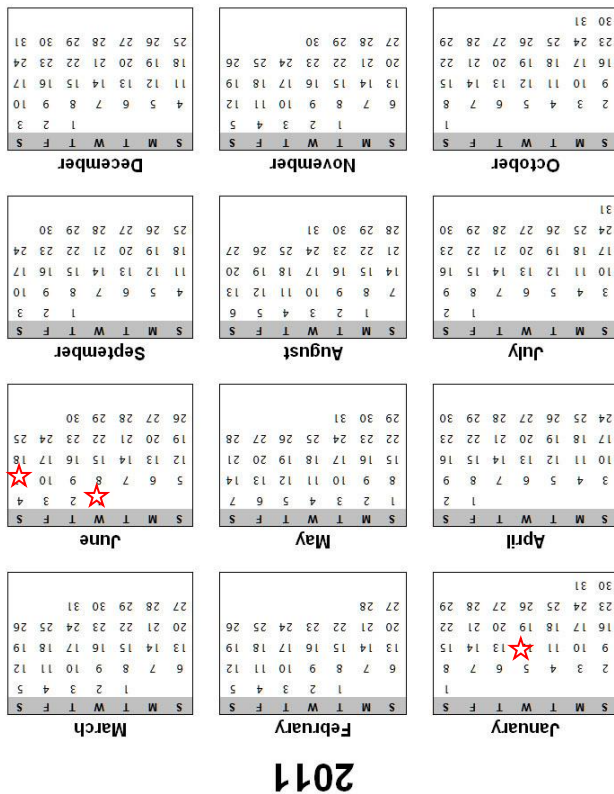 2011
January
S M T W T F S
1
2 3 4 5 6 7 8
9 10 11 13 14 15
16 17 18 19 20 21 22
23 24 25 26 27 28 29
30 31
February
S M T W T F S
1 2 3 4 5
6 7 8 9 10 11 12
13 14 15 16 17 18 19
20 21 22 23 24 25 26
27 28
March
S M T W T F S
1 2 3 4 5
6 7 8 9 10 11 12
13 14 15 16 17 18 19
20 21 22 23 24 25 26
27 28 29 30 31
April
S M T W T F S
1 2
3 4 5 6 7 8 9
10 11 12 13 14 15 16
17 18 19 20 21 22 23
24 25 26 27 28 29 30
May
S M T W T F S
1 2 3 4 5 6 7
8 9 10 11 12 13 14
15 16 17 18 19 20 21
22 23 24 25 26 27 28
29 30 31
June
S M T W T F S
2 3 4
5 6 7 8 9 10
12 13 14 15 16 17 18
19 20 21 22 23 24 25
26 27 28 29 30
July
S M T W T F S
1 2
3 4 5 6 7 8 9
10 11 12 13 14 15 16
17 18 19 20 21 22 23
24 25 26 27 28 29 30
31
August
S M T W T F S
1 2 3 4 5 6
7 8 9 10 11 12 13
14 15 16 17 18 19 20
21 22 23 24 25 26 27
28 29 30 31
September
S M T W T F S
1 2 3
4 5 6 7 8 9 10
11 12 13 14 15 16 17
18 19 20 21 22 23 24
25 26 27 28 29 30
October
S M T W T F S
1
2 3 4 5 6 7 8
9 10 11 12 13 14 15
16 17 18 19 20 21 22
23 24 25 26 27 28 29
30 31
November
S M T W T F S
1 2 3 4 5
6 7 8 9 10 11 12
13 14 15 16 17 18 19
20 21 22 23 24 25 26
27 28 29 30
December
S M T W T F S
1 2 3
4 5 6 7 8 9 10
11 12 13 14 15 16 17
18 19 20 21 22 23 24
25 26 27 28 29 30 31